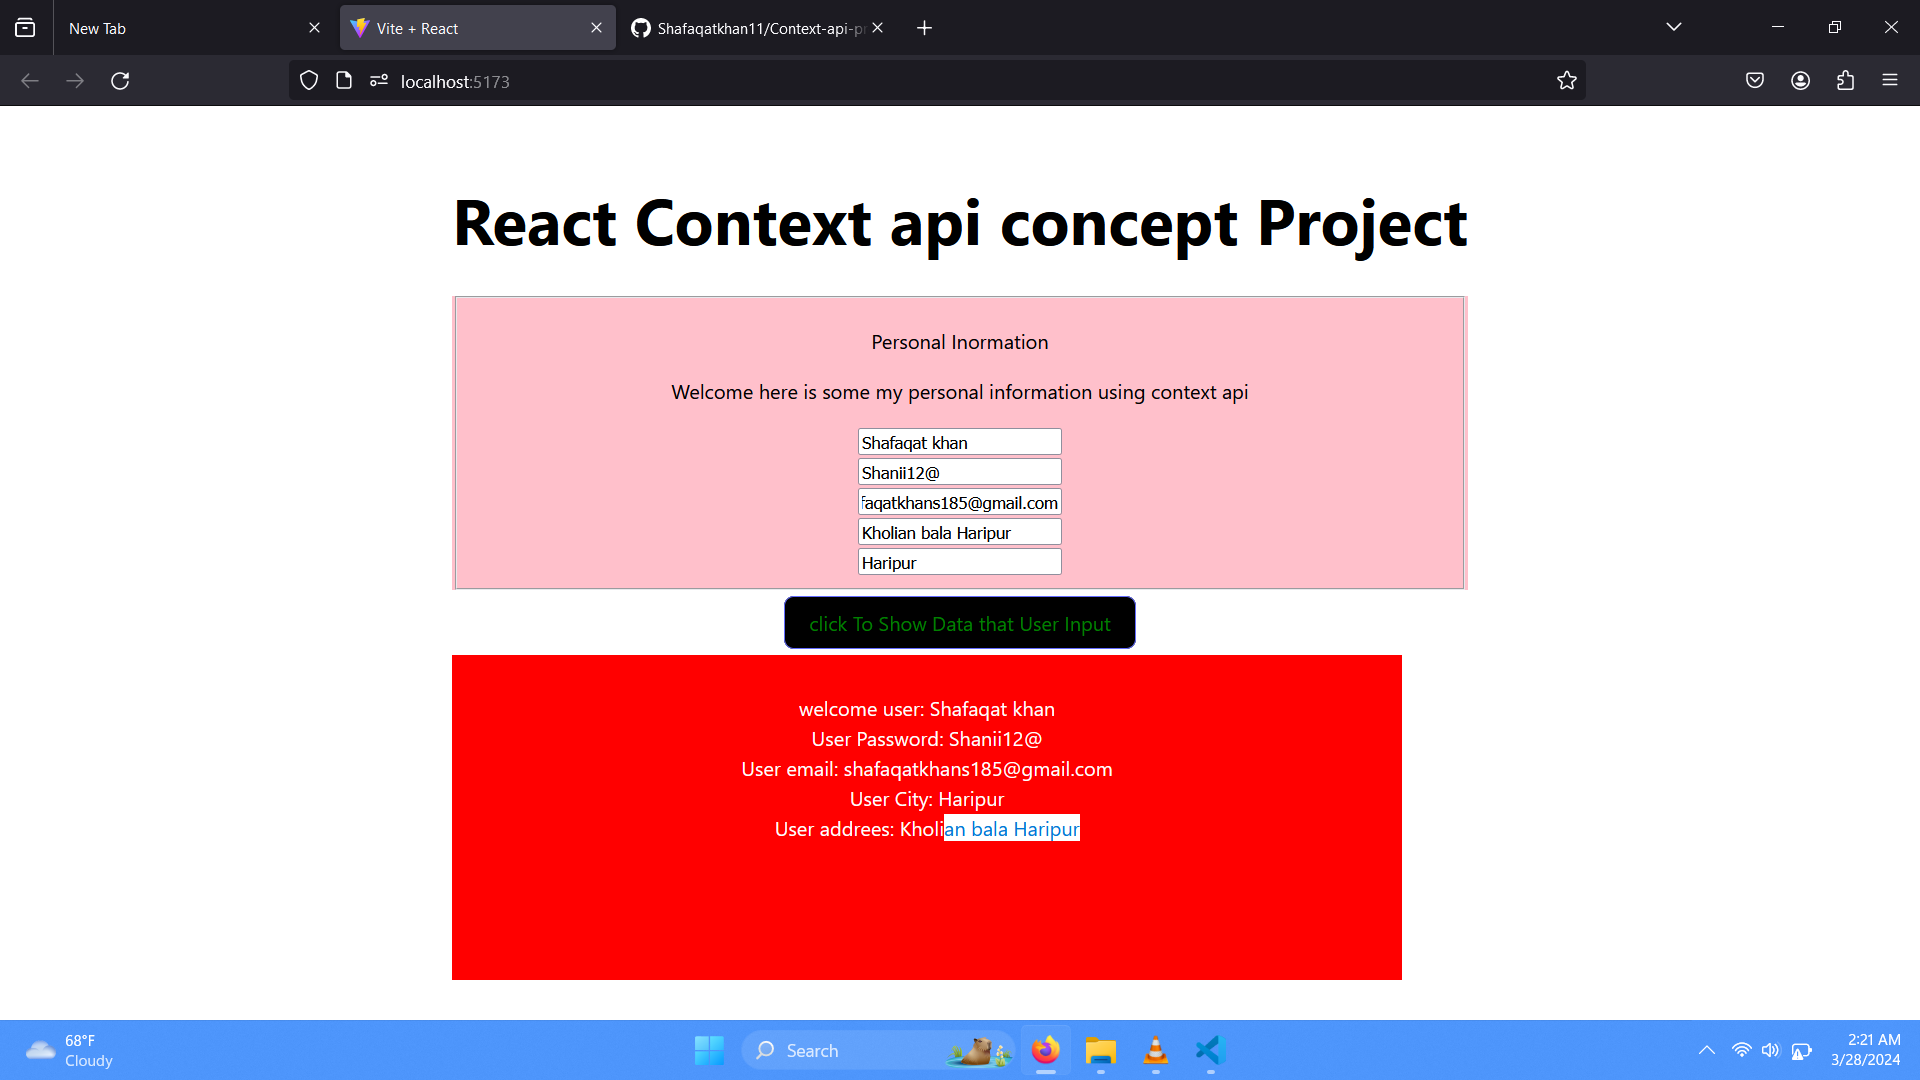 New Tab
Vite + React
Shafaqatkhan11/Context-api-pr
localhost:5173
React Context api concept Project
Personal Inormation
Welcome here is some my personal information using context api
Shafaqat khan
Shanii12@
faqatkhans185@gmail.com
Kholian bala Haripur
Haripur
click To Show Data that User Input
welcome user: Shafaqat khan
User Password: Shanii12@
User email: shafaqatkhans185@gmail.com
User City: Haripur
User addrees: Kholian bala Haripur
68°F
Cloudy
Search
2:21 AM
3/28/2024